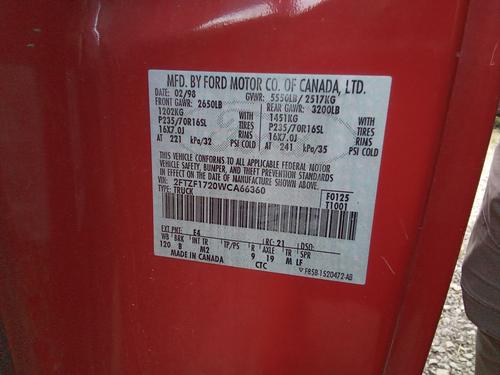 MFD. BY FORD MOTOR CO. OF CANADA, LTD.
DATE: 02/98 GVWR: 5550LB/ 2517KG
FRONT GAWR: 2650LB REAR GAWR: 3200LB
1202KG WITH 1451KG WITH
P235/70R16SL TIRES P235/70R16SL TIRES
16X7.0J RIMS 16X7.0J RIMS
AT 221 kPa/32 PSI COLD AT 241 kPa/35 PSI COLD
THIS VEHICLE CONFORMS TO ALL APPLICABLE FEDERAL MOTOR
VEHICLE SAFETY, BUMPER, AND THEFT PREVENTION STANDARDS
IN EFFECT ON THE DATE OF MANUFACTURE SHOWN ABOVE.
VIN: 2FTZF1720WCA66360 F0125
TYPE: TRUCK T1001
EXT PNT: E4 RC: 21 DSO:
WB BRK INT TR TP/PS R AXLE TR SPR
120 B M2 9 19 M LF
MADE IN CANADA CTC F85B-1520472-AB